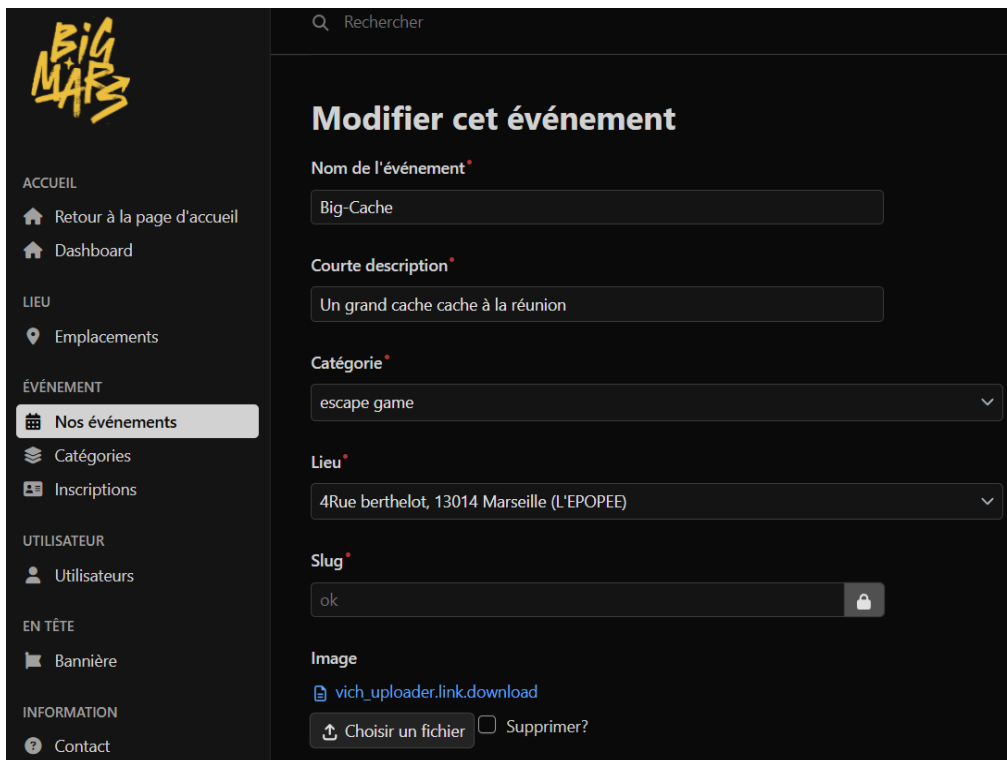 BiG
MARS
ACCUEIL
Retour à la page d'accueil
Dashboard
LIEU
Emplacements
ÉVÉNEMENT
Nos événements
Catégories
Inscriptions
UTILISATEUR
Utilisateurs
EN TÊTE
Bannière
INFORMATION
Contact
Rechercher
Modifier cet événement
Nom de l'événement
Big-Cache
Courte description
Un grand cache cache à la réunion
Catégorie
escape game
Lieu
4Rue berthelot, 13014 Marseille (L'EPOPEE)
Slug
ok
Image
vich_uploader.link.download
Choisir un fichier
Supprimer?